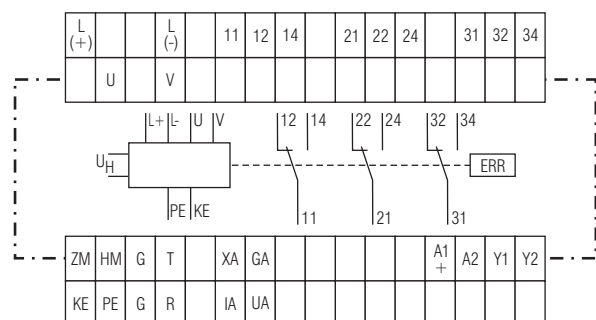 L (+) L (-) 11 12 14 21 22 24 31 32 34
U V
L+ L- U V 12 14 22 24 32 34
UH ERR
PE KE 11 21 31
ZM HM G T XA GA A1 + A2 Y1 Y2
KE PE G R IA UA